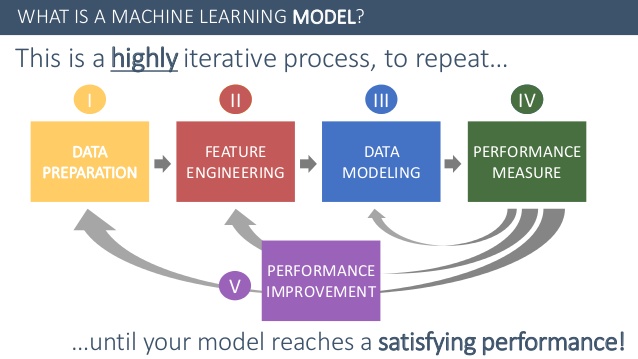 WHAT IS A MACHINE LEARNING MODEL?
This is a highly iterative process, to repeat...
I
II
III
IV
DATA
PREPARATION
FEATURE
ENGINEERING
DATA
MODELING
PERFORMANCE
MEASURE
V
PERFORMANCE
IMPROVEMENT
...until your model reaches a satisfying performance!